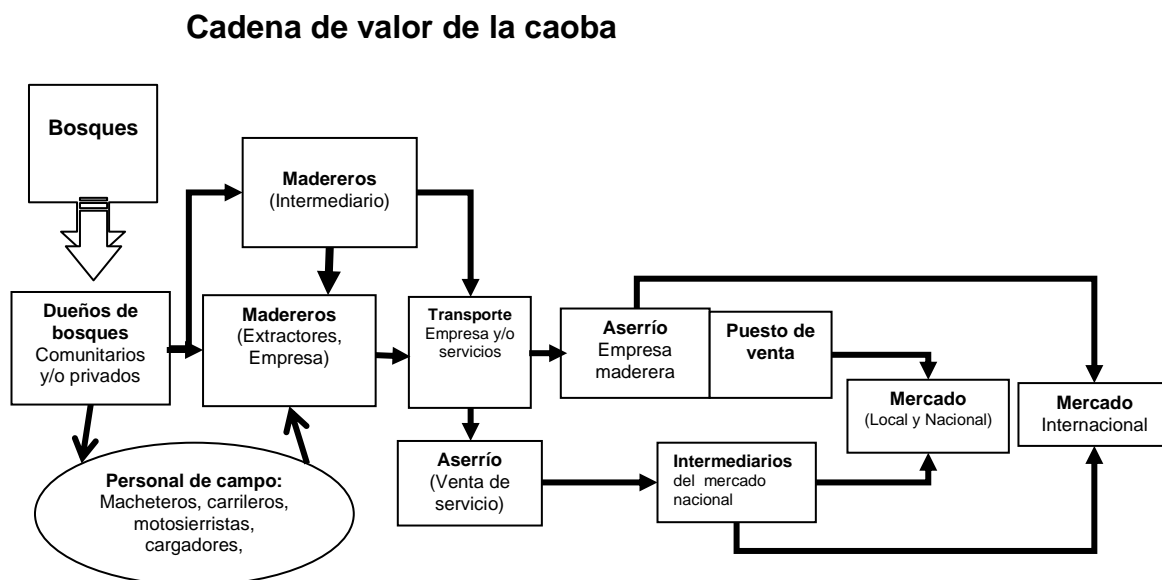 Cadena de valor de la caoba
Bosques
Madereros
(Intermediario)
Dueños de
bosques
Comunitarios
y/o privados
Madereros
(Extractores,
Empresa)
Transporte
Empresa y/o
servicios
Aserrío
Empresa
maderera
Puesto de
venta
Mercado
(Local y Nacional)
Mercado
Internacional
Personal de campo:
Macheteros, carrileros,
motosierristas,
cargadores,
Aserrío
(Venta de
servicio)
Intermediarios
del mercado
nacional